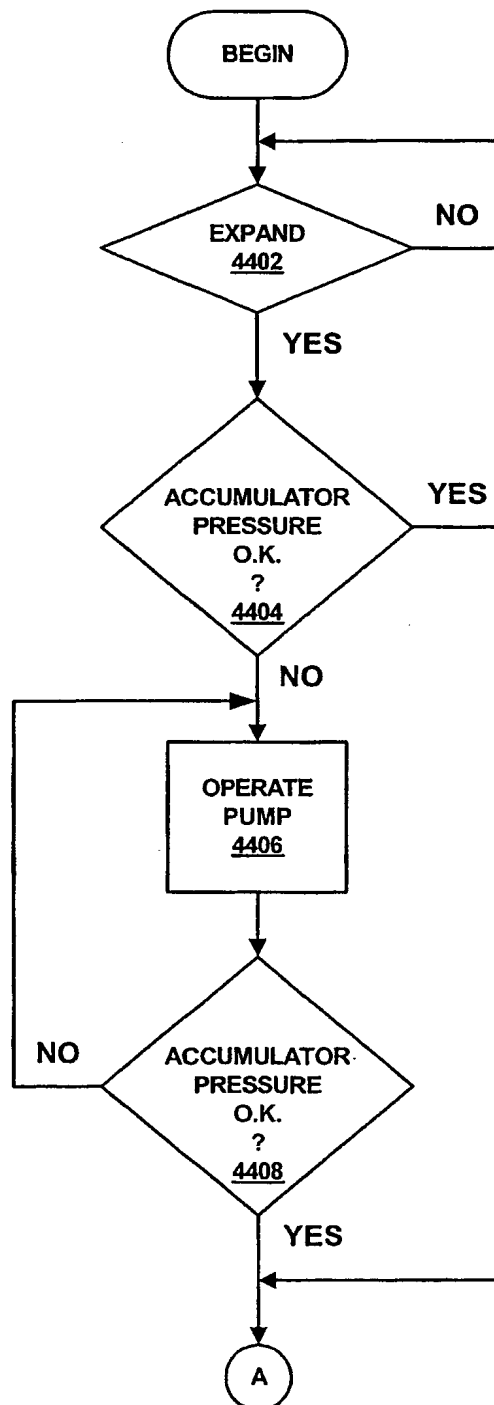 BEGIN
EXPAND
4402
NO
YES
ACCUMULATOR
PRESSURE
O.K.
?
4404
YES
NO
OPERATE
PUMP
4406
NO
ACCUMULATOR
PRESSURE
O.K.
?
4408
YES
A